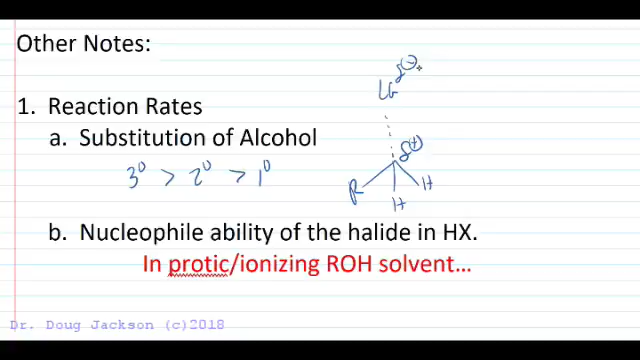 Other Notes:
1. Reaction Rates
a. Substitution of Alcohol
3° > 2° > 1°
LG δ(-)
δ(+)
R
H
H
b. Nucleophile ability of the halide in HX.
In protic/ionizing ROH solvent...
Dr. Doug Jackson (c)2018